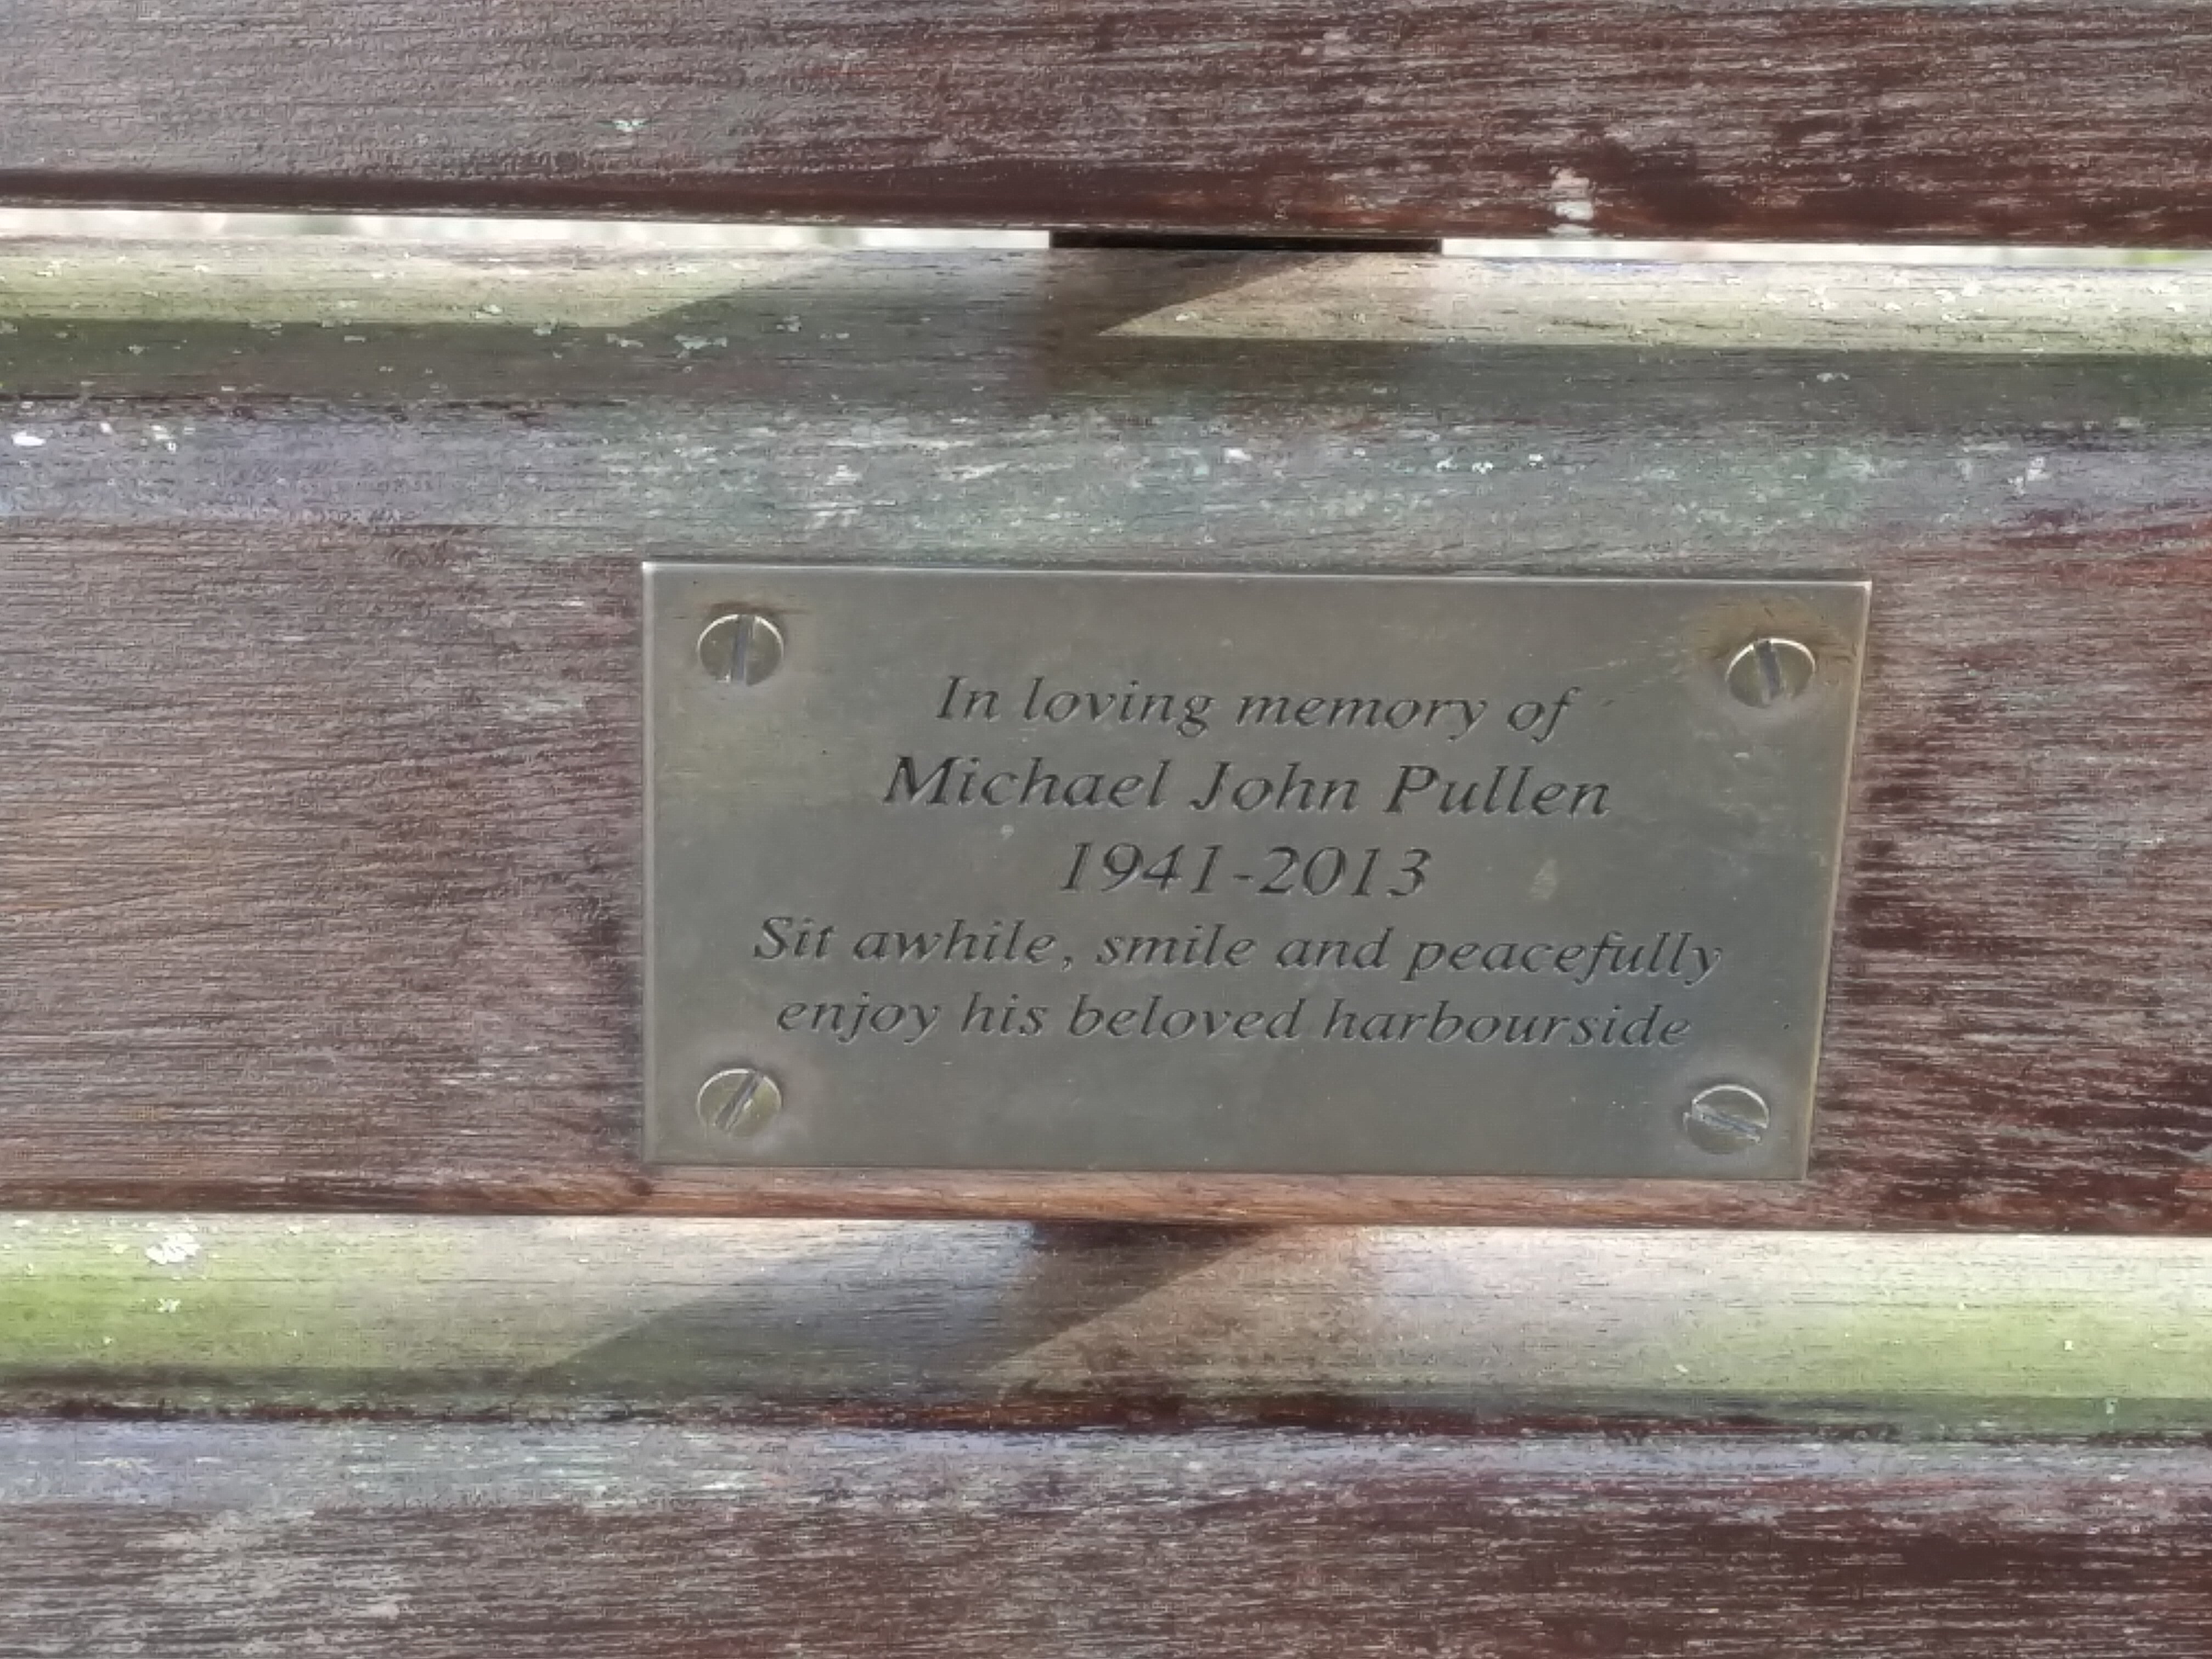 In loving memory of
Michael John Pullen
1941-2013
Sit awhile, smile and peacefully
enjoy his beloved harbourside